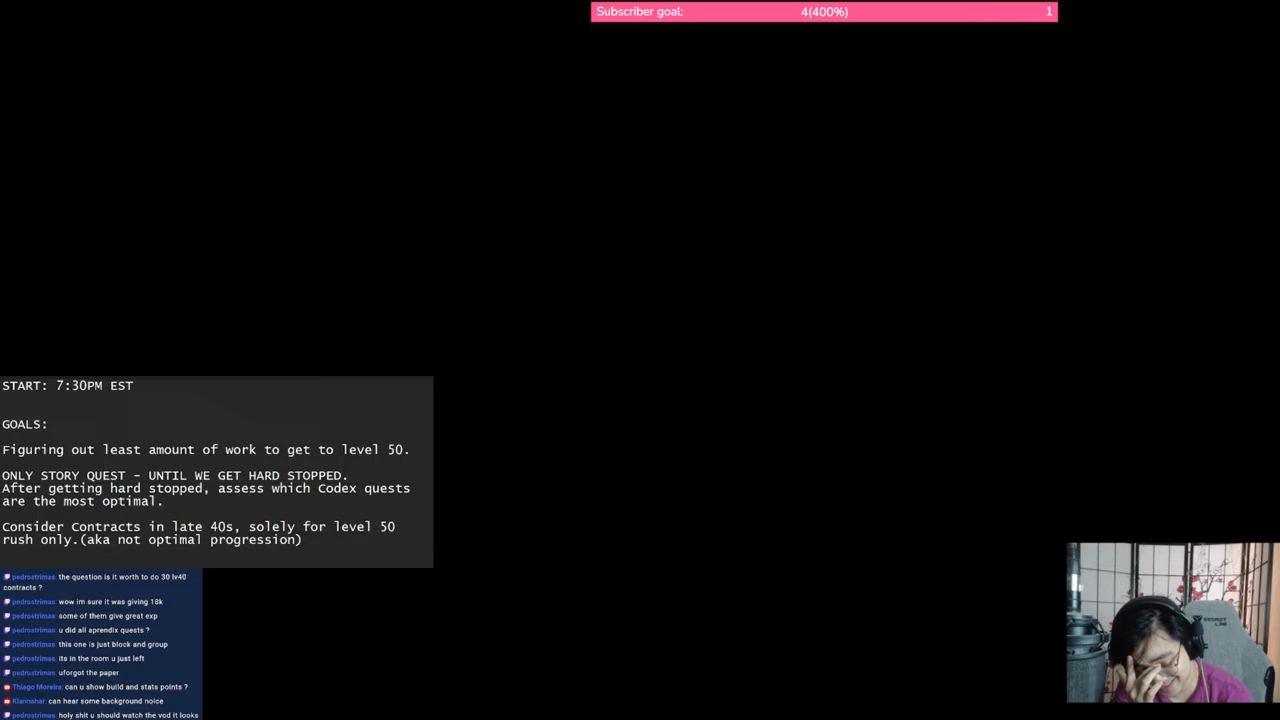 Subscriber goal: 4(400%) 1
START: 7:30PM EST
GOALS:
Figuring out least amount of work to get to level 50.
ONLY STORY QUEST - UNTIL WE GET HARD STOPPED.
After getting hard stopped, assess which Codex quests
are the most optimal.
Consider Contracts in late 40s, solely for level 50
rush only.(aka not optimal progression)
pedrostrimas: the question is it worth to do 30 lv40
contracts ?
pedrostrimas: wow im sure it was giving 18k
pedrostrimas: some of them give great exp
pedrostrimas: u did all aprendix quests ?
pedrostrimas: this one is just block and group
pedrostrimas: its in the room u just left
pedrostrimas: uforgot the paper
Thiago Moreira: can u show build and stats points ?
Klannahar: can hear some background noice
pedrostrimas: holy shit u should watch the vod it looks
SECRET
LAB